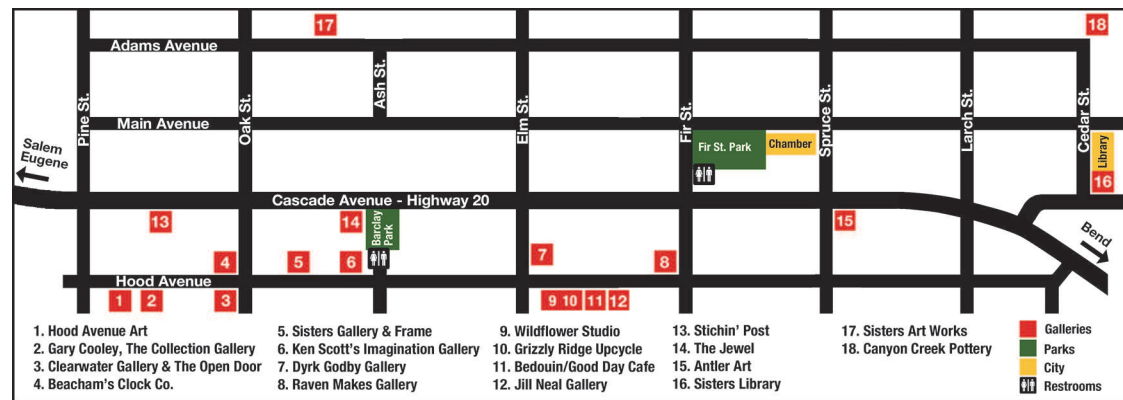 17
18
Adams Avenue
Pine St.
Oak St.
Ash St.
Elm St.
Fir St.
Spruce St.
Larch St.
Cedar St.
Main Avenue
Salem
Eugene
Fir St. Park
Chamber
Library
16
Cascade Avenue - Highway 20
13
14
Barclay
Park
15
Bend
4
5
6
7
8
Hood Avenue
1
2
3
9
10
11
12
1. Hood Avenue Art
2. Gary Cooley, The Collection Gallery
3. Clearwater Gallery & The Open Door
4. Beacham's Clock Co.
5. Sisters Gallery & Frame
6. Ken Scott's Imagination Gallery
7. Dyrk Godby Gallery
8. Raven Makes Gallery
9. Wildflower Studio
10. Grizzly Ridge Upcycle
11. Bedouin/Good Day Cafe
12. Jill Neal Gallery
13. Stichin' Post
14. The Jewel
15. Antler Art
16. Sisters Library
17. Sisters Art Works
18. Canyon Creek Pottery
Galleries
Parks
City
Restrooms